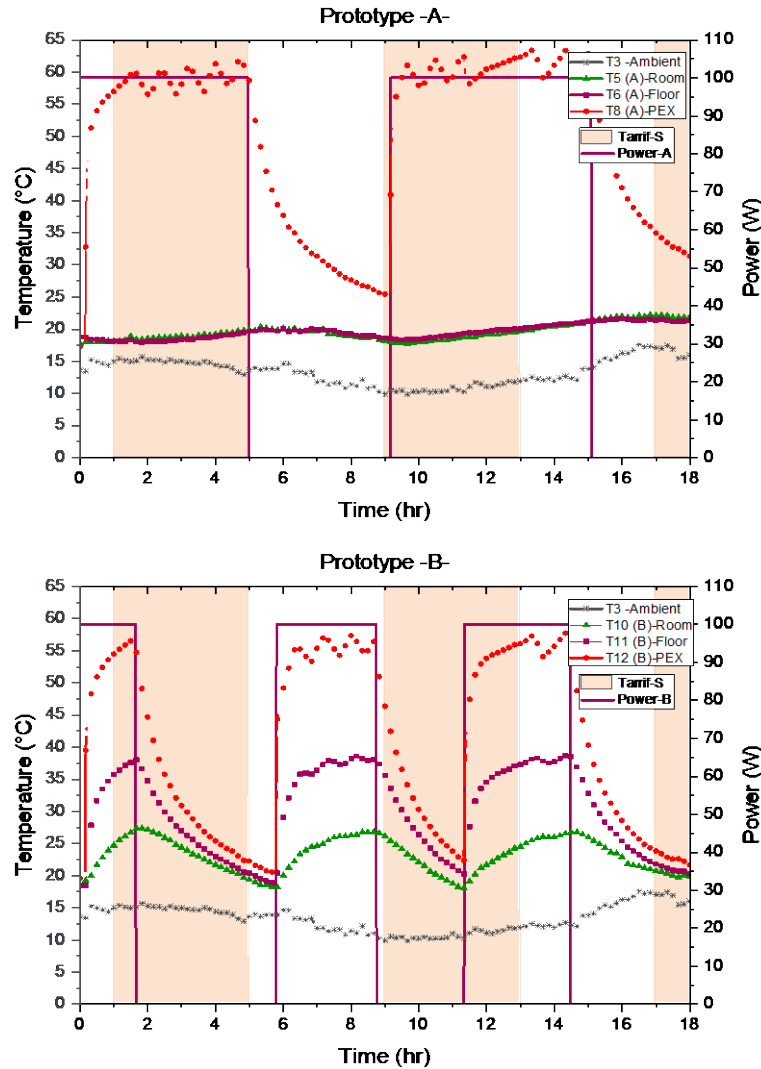 Prototype -A-
65
60
55
50
45
40
35
30
25
20
15
10
5
0
Temperature (°C)
T3 -Ambient
T5 (A)-Room
T6 (A)-Floor
T8 (A)-PEX
Tarrif-S
Power-A
110
100
90
80
70
60
50
40
30
20
10
0
Power (W)
0 2 4 6 8 10 12 14 16 18
Time (hr)
Prototype -B-
65
60
55
50
45
40
35
30
25
20
15
10
5
0
Temperature (°C)
T3 -Ambient
T10 (B)-Room
T11 (B)-Floor
T12 (B)-PEX
Tarrif-S
Power-B
110
100
90
80
70
60
50
40
30
20
10
0
Power (W)
0 2 4 6 8 10 12 14 16 18
Time (hr)